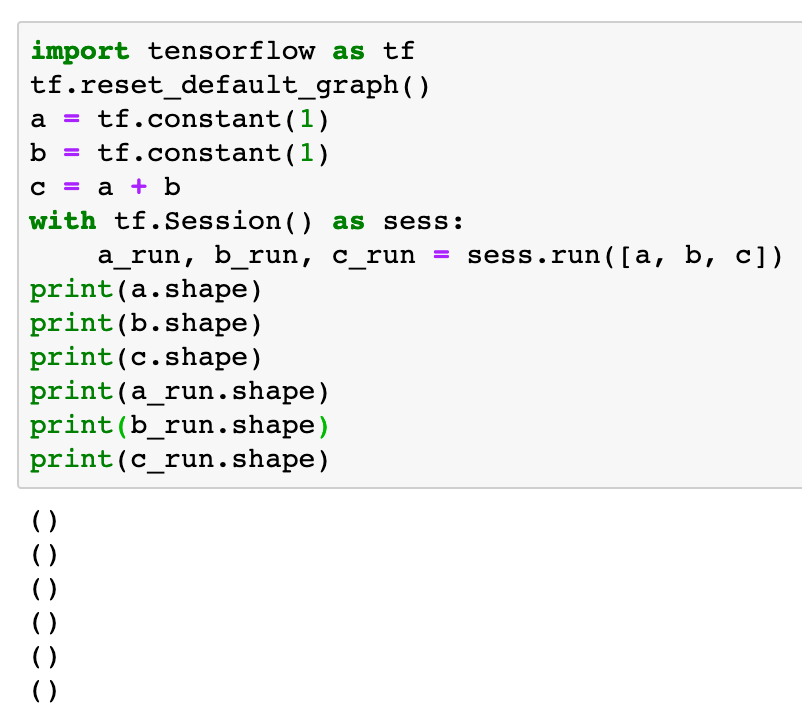 import tensorflow as tf
tf.reset_default_graph()
a = tf.constant(1)
b = tf.constant(1)
c = a + b
with tf.Session() as sess:
    a_run, b_run, c_run = sess.run([a, b, c])
print(a.shape)
print(b.shape)
print(c.shape)
print(a_run.shape)
print(b_run.shape)
print(c_run.shape)
()
()
()
()
()
()